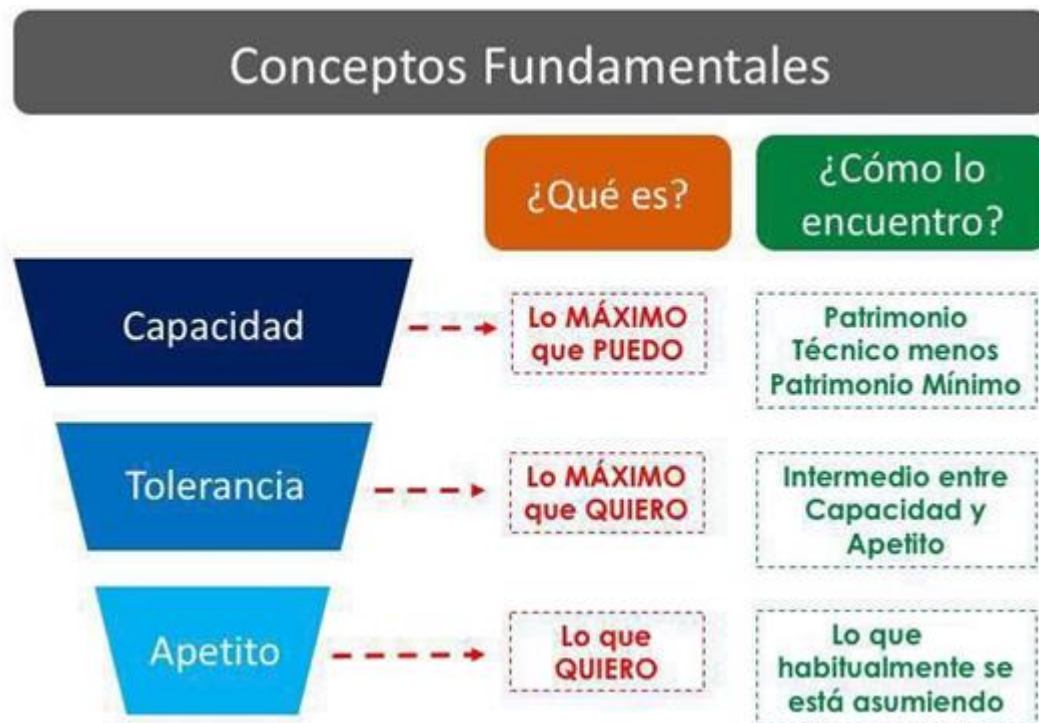 Conceptos Fundamentales
¿Qué es?
¿Cómo lo
encuentro?
Capacidad
Lo MÁXIMO
que PUEDO
Patrimonio
Técnico menos
Patrimonio Mínimo
Tolerancia
Lo MÁXIMO
que QUIERO
Intermedio entre
Capacidad y
Apetito
Apetito
Lo que
QUIERO
Lo que
habitualmente se
está asumiendo